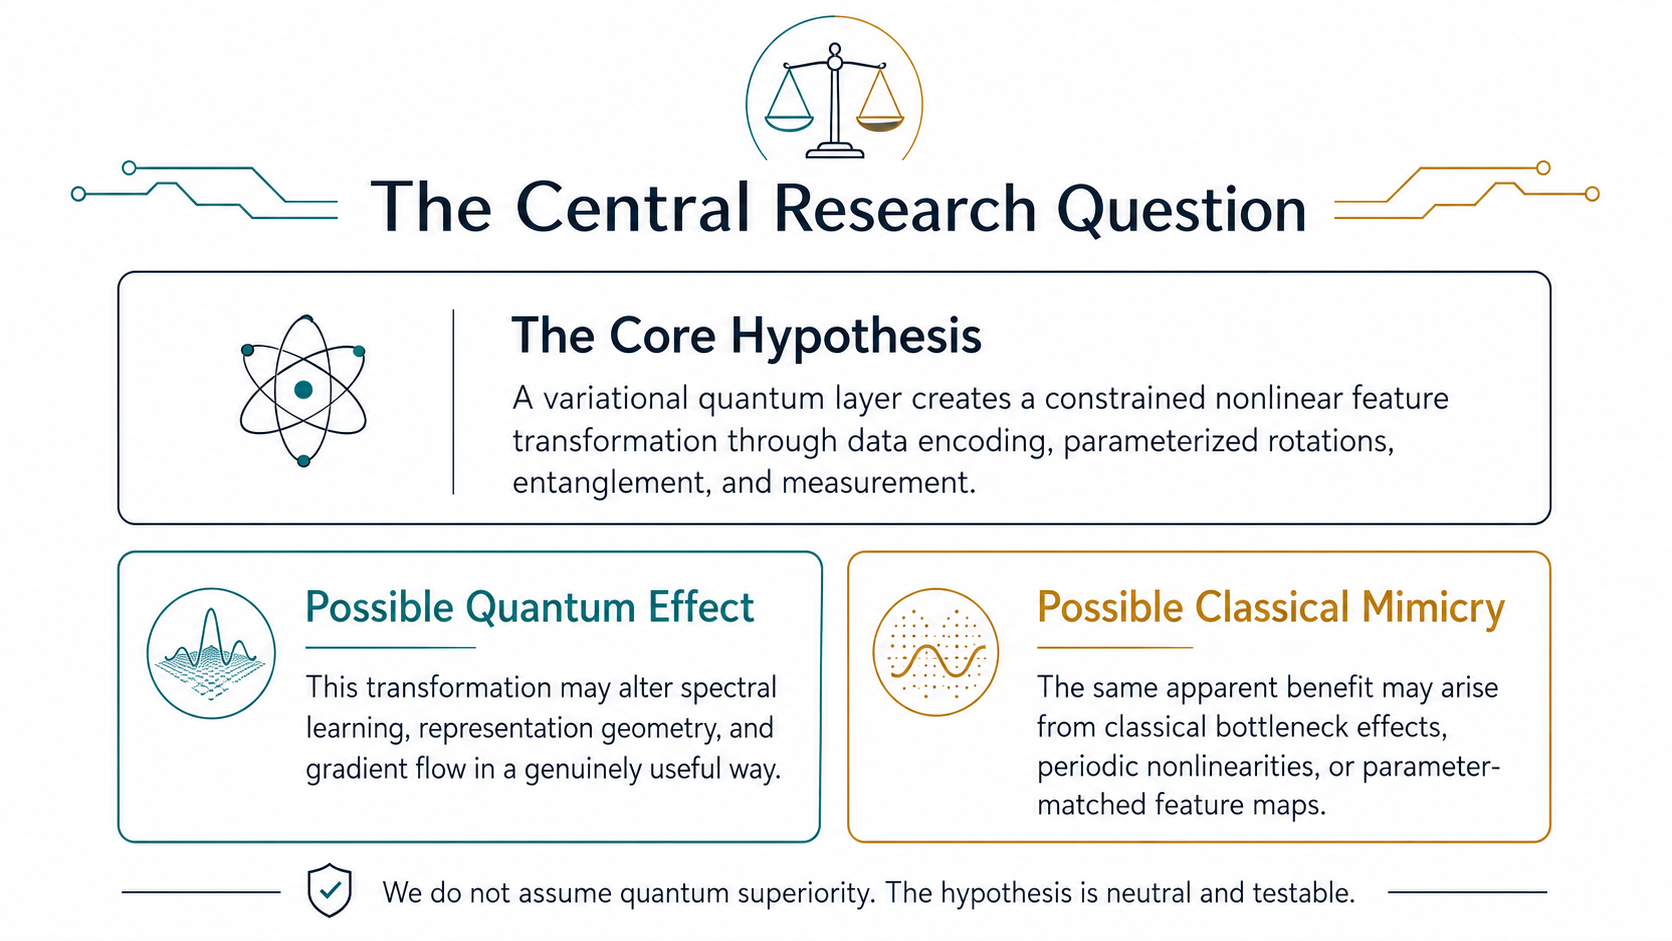 The Central Research Question
The Core Hypothesis
A variational quantum layer creates a constrained nonlinear feature
transformation through data encoding, parameterized rotations,
entanglement, and measurement.
Possible Quantum Effect
This transformation may alter spectral
learning, representation geometry, and
gradient flow in a genuinely useful way.
Possible Classical Mimicry
The same apparent benefit may arise
from classical bottleneck effects,
periodic nonlinearities, or parameter-
matched feature maps.
We do not assume quantum superiority. The hypothesis is neutral and testable.